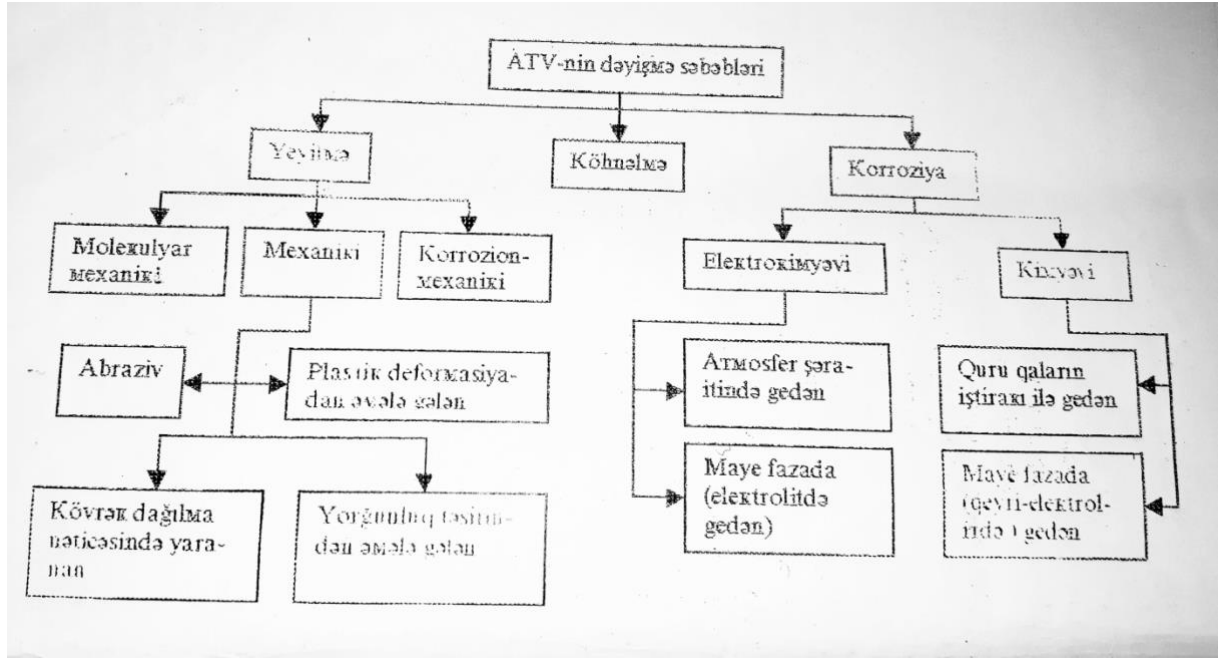 ATV-nin dəyişmə səbəbləri
Yeyilmə
Köhnəlmə
Korroziya
Molekulyar
mexaniki
Mexaniki
Korrozion-
mexaniki
Elektrokimyəvi
Kimyəvi
Abraziv
Plastik deformasiya-
dan əvələ gələn
Atmosfer şəra-
itində gedən
Quru qaların
iştirakı ilə gedən
Kövrək dağılma
nəticəsində yara-
nan
Yorğunluq təsirin-
dən əmələ gələn
Maye fazada
(elektrolitdə
gedən)
Maye fazada
(qeyri-elektrol-
itdə) gedən